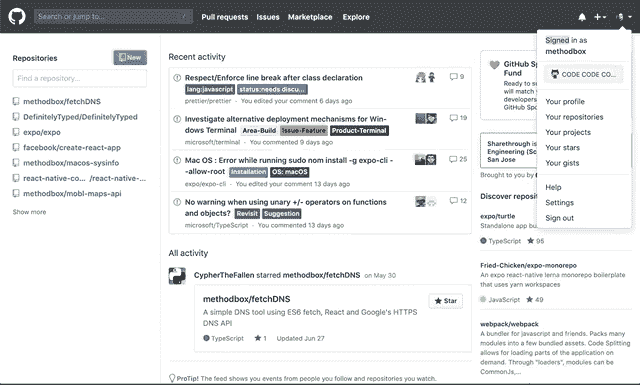 Search or jump to...
Pull requests Issues Marketplace Explore
Repositories
New
Find a repository...
methodbox/fetchDNS
DefinitelyTyped/DefinitelyTyped
expo/expo
facebook/create-react-app
methodbox/macos-sysinfo
react-native-co... /react-native-...
methodbox/mobl-maps-api
Show more
Recent activity
Respect/Enforce line break after class declaration
lang:javascript status:needs discu...
9
prettier/prettier · You edited your comment 6 days ago
Investigate alternative deployment mechanisms for Win-
dows Terminal Area-Build Issue-Feature Product-Terminal
19
microsoft/terminal · You commented 9 days ago
Mac OS : Error while running sudo nom install -g expo-cli -
-allow-root installation OS: macOS
25
expo/expo-cli · You edited your comment 13 days ago
No warning when using unary +/- operators on functions
and objects? Revisit Suggestion
12
microsoft/TypeScript · You commented 13 days ago
All activity
CypherTheFallen starred methodbox/fetchDNS on May 30
methodbox/fetchDNS
Star
A simple DNS tool using ES6 fetch, React and Google's HTTPS
DNS API
TypeScript 1 Updated Jun 27
ProTip! The feed shows you events from people you follow and repositories you watch.
GitHub Sp
Fund
Ready to s
will match
developers
GitHub Sp
Sharethrough is
Engineering (Sc
San Jose
Brought to you by
Discover reposito
expo/turtle
Standalone app bu
TypeScript 95
Fried-Chicken/expo-monorepo
An expo react-native lerna monorepo boilerplate
that uses yarn workspaces
JavaScript 49
webpack/webpack
A bundler for javascript and friends. Packs many
modules into a few bundled assets. Code Splitting
allows for loading parts of the application on
demand. Through "loaders", modules can be
CommonJs,...
Signed in as
methodbox
CODE CODE CO...
Your profile
Your repositories
Your projects
Your stars
Your gists
Help
Settings
Sign out